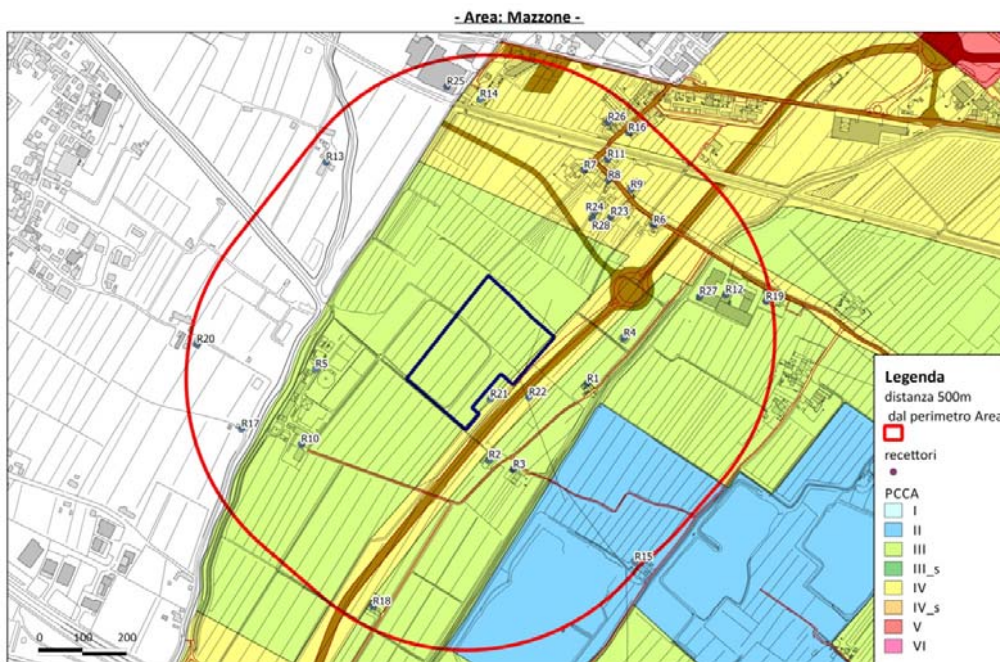 - Area: Mazzone -
R25
R14
R26
R16
R13
R11
R7
R8
R9
R24
R23
R28
R6
R27
R12
R19
R4
R20
R5
R1
R21
R22
R17
R10
R2
R3
R15
R18
0 100 200
Legenda
distanza 500m
dal perimetro Area
recettori
PCCA
I
II
III
III_s
IV
IV_s
V
VI